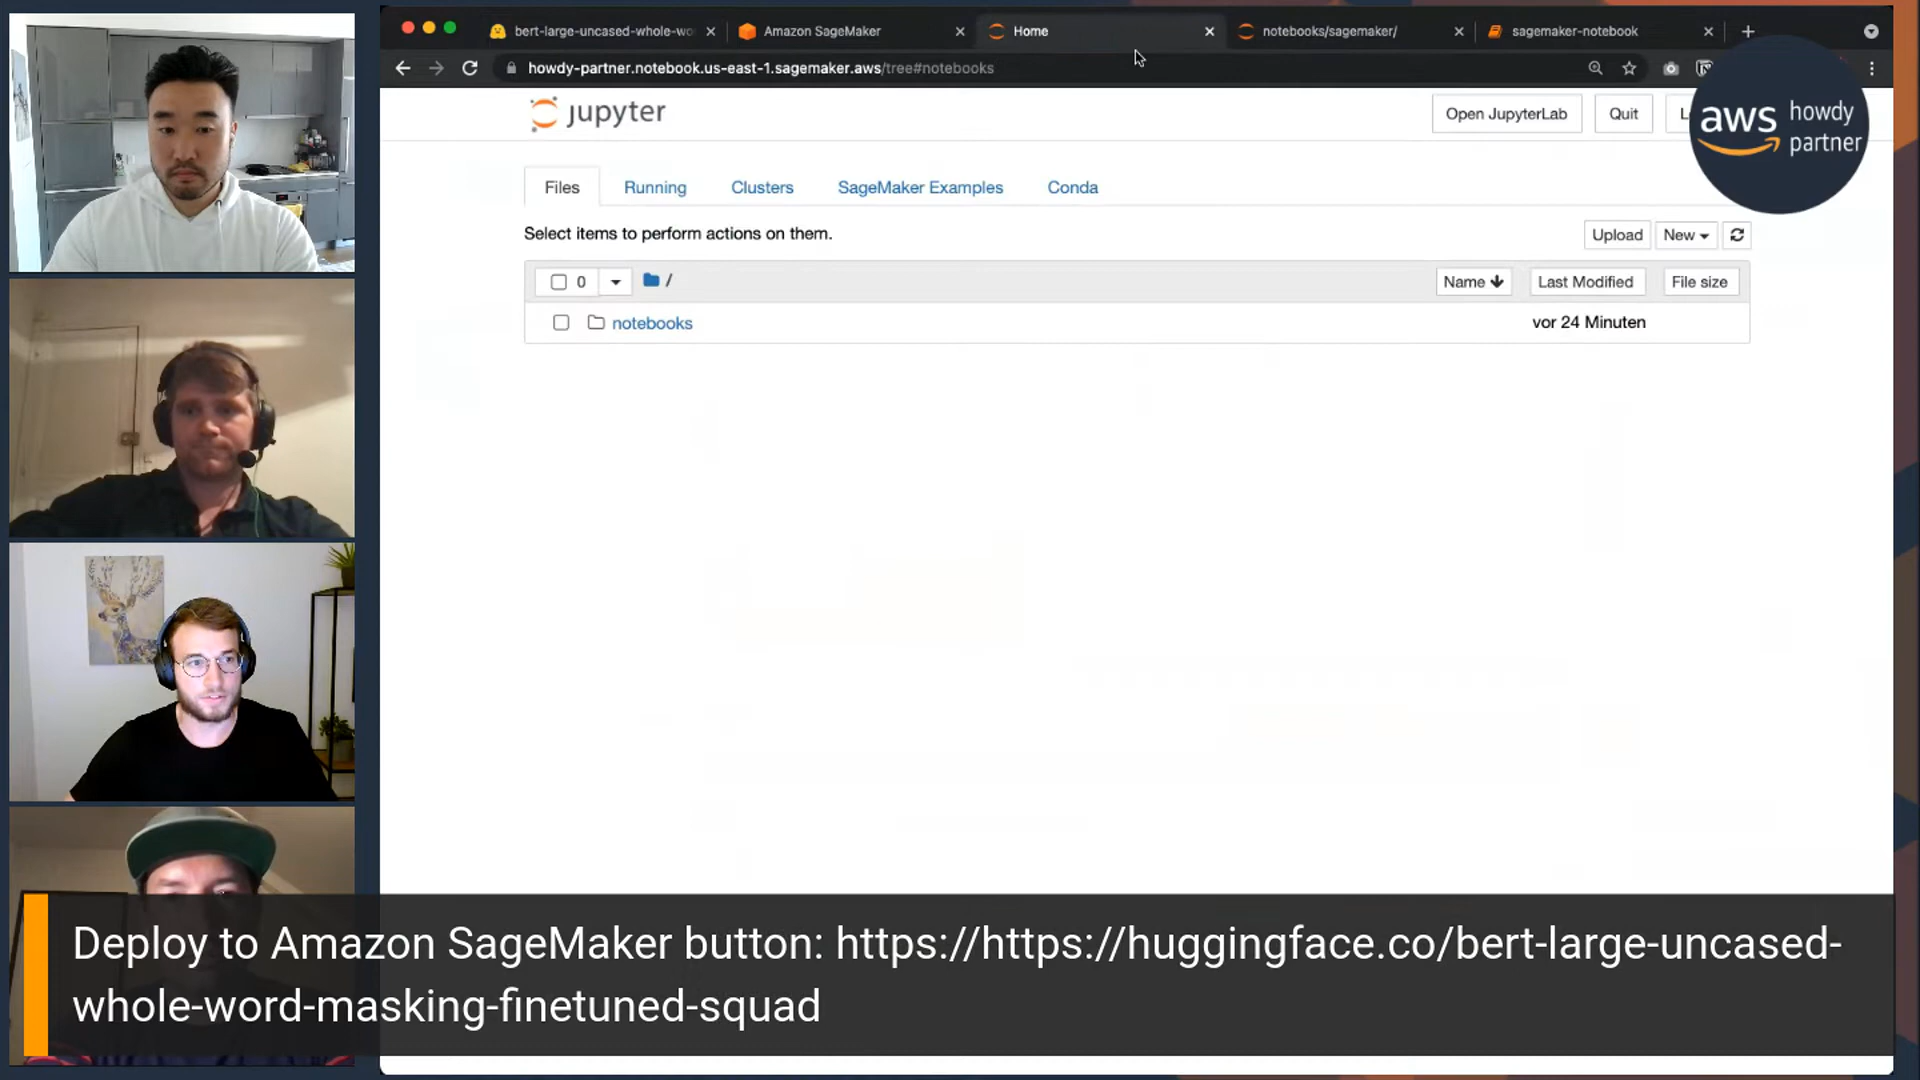 bert-large-uncased-whole-wo
Amazon SageMaker
Home
notebooks/sagemaker/
sagemaker-notebook
howdy-partner.notebook.us-east-1.sagemaker.aws/tree#notebooks
jupyter
Open JupyterLab
Quit
L
aws howdy
partner
Files
Running
Clusters
SageMaker Examples
Conda
Select items to perform actions on them.
Upload
New
0
/
Name
Last Modified
File size
notebooks
vor 24 Minuten
Deploy to Amazon SageMaker button: https://https://huggingface.co/bert-large-uncased-
whole-word-masking-finetuned-squad